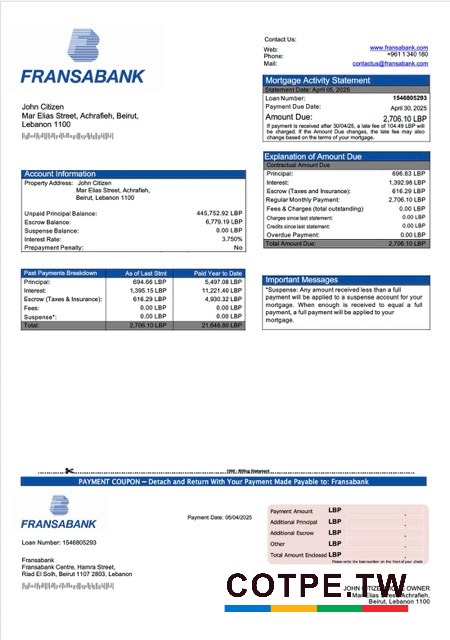 FRANSABANK
John Citizen
Mar Elias Street, Achrafieh, Beirut,
Lebanon 1100
Contact Us:
Web: www.fransabank.com
Phone: +961 1 340 180
Mail: contactus@fransabank.com
Mortgage Activity Statement
Statement Date: April 05, 2025
Loan Number: 1546805293
Payment Due Date: April 30, 2025
Amount Due: 2,706.10 LBP
If payment is received after 30/04/25, a late fee of 104.49 LBP will
be charged. If the Amount Due changes, the late fee may also
change based on the terms of your mortgage.
Account Information
Property Address: John Citizen
Mar Elias Street, Achrafieh,
Beirut, Lebanon 1100
Unpaid Principal Balance: 445,752.92 LBP
Escrow Balance: 6,779.19 LBP
Suspense Balance: 0.00 LBP
Interest Rate: 3.750%
Prepayment Penalty: No
Explanation of Amount Due
Contractual Amount Due
Principal: 696.83 LBP
Interest: 1,392.98 LBP
Escrow (Taxes and Insurance): 616.29 LBP
Regular Monthly Payment: 2,706.10 LBP
Fees & Charges (total outstanding) 0.00 LBP
Charges since last statement: 0.00 LBP
Credits since last statement: 0.00 LBP
Overdue Payment: 0.00 LBP
Total Amount Due: 2,706.10 LBP
Past Payments Breakdown As of Last Stmt Paid Year to Date
Principal: 694.66 LBP 5,497.08 LBP
Interest: 1,395.15 LBP 11,221.40 LBP
Escrow (Taxes & Insurance): 616.29 LBP 4,930.32 LBP
Fees: 0.00 LBP 0.00 LBP
Suspense*: 0.00 LBP 0.00 LBP
Total: 2,706.10 LBP 21,648.80 LBP
Important Messages
*Suspense: Any amount received less than a full
payment will be applied to a suspense account for your
mortgage. When enough is received to equal a full
payment, a full payment will be applied to your
mortgage.
Billing Statement
PAYMENT COUPON – Detach and Return With Your Payment Made Payable to: Fransabank
FRANSABANK
Loan Number: 1546805293
Payment Date: 05/04/2025
Payment Amount LBP
Additional Principal LBP
Additional Escrow LBP
Other LBP
Total Amount Enclosed LBP
Please write the loan number on the front of your check.
Fransabank
Fransabank Centre, Hamra Street,
Riad El Solh, Beirut 1107 2803, Lebanon
COTPE.TW
JOHN CITIZEN OWNER
Mar Elias Street, Achrafieh,
Beirut, Lebanon 1100